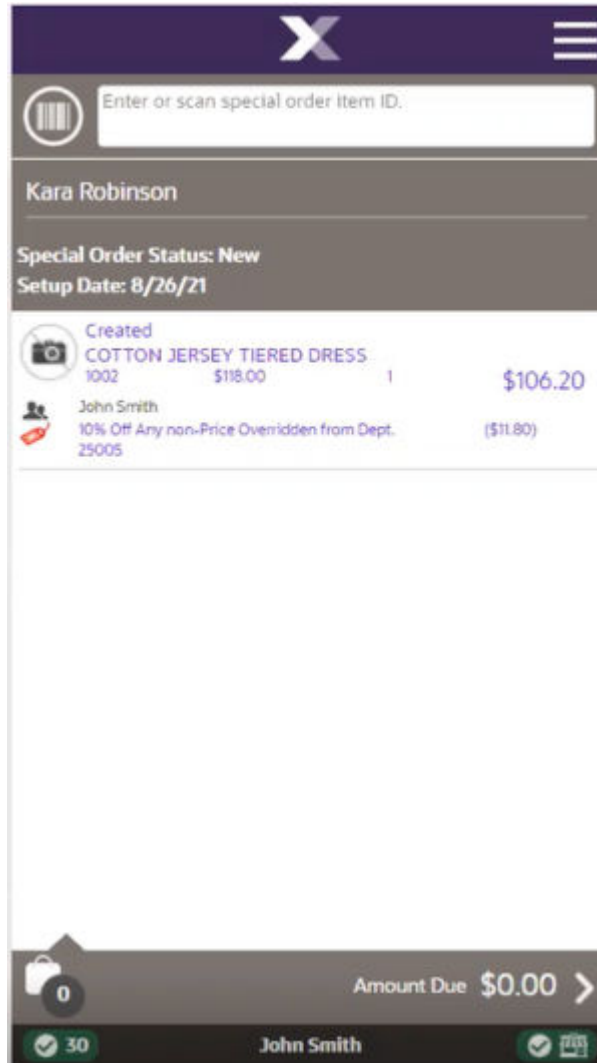 Enter or scan special order item ID.
Kara Robinson
Special Order Status: New
Setup Date: 8/26/21
Created
COTTON JERSEY TIERED DRESS
1002 $118.00 1 $106.20
John Smith
10% Off Any non-Price Overridden from Dept. ($11.80)
25005
0 Amount Due $0.00
30 John Smith